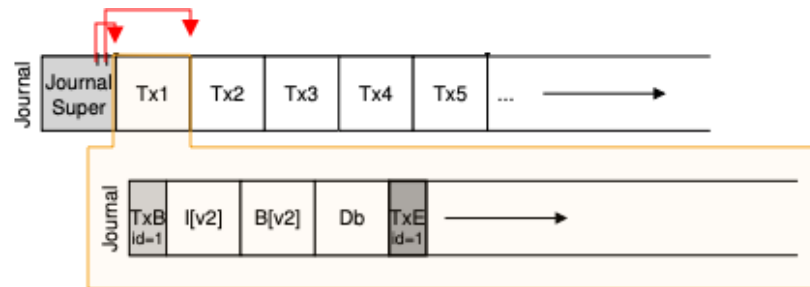 Journal
Journal
Super
Tx1
Tx2
Tx3
Tx4
Tx5
...
Journal
TxB
id=1
I[v2]
B[v2]
Db
TxE
id=1